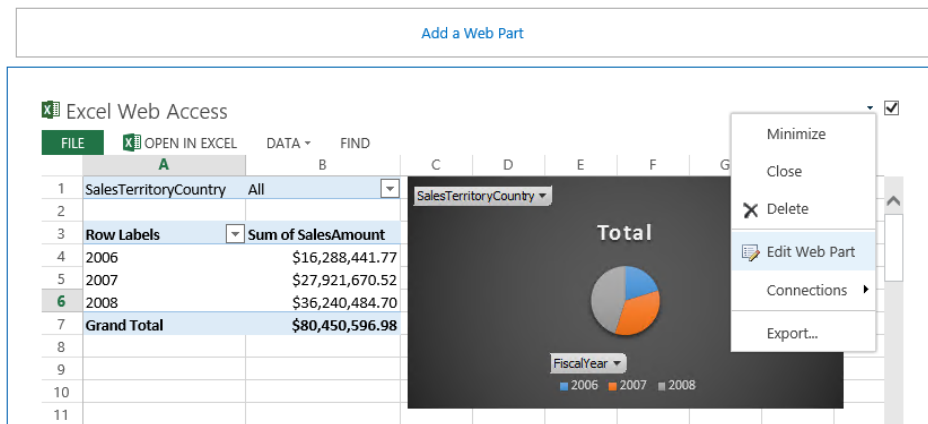 Add a Web Part
Excel Web Access
FILE OPEN IN EXCEL DATA FIND
A B C D E F G
1 SalesTerritoryCountry All
2
3 Row Labels Sum of SalesAmount
4 2006 $16,288,441.77
5 2007 $27,921,670.52
6 2008 $36,240,484.70
7 Grand Total $80,450,596.98
8
9
10
11
SalesTerritoryCountry
Total
FiscalYear
2006 2007 2008
Minimize
Close
Delete
Edit Web Part
Connections
Export...